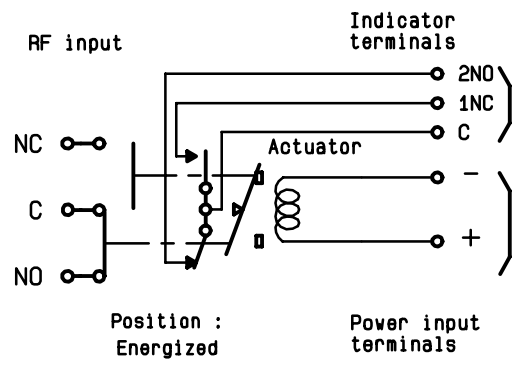 RF input
Indicator
terminals
2NO
1NC
C
NC
Actuator
C
−
+
NO
Position :
Energized
Power input
terminals